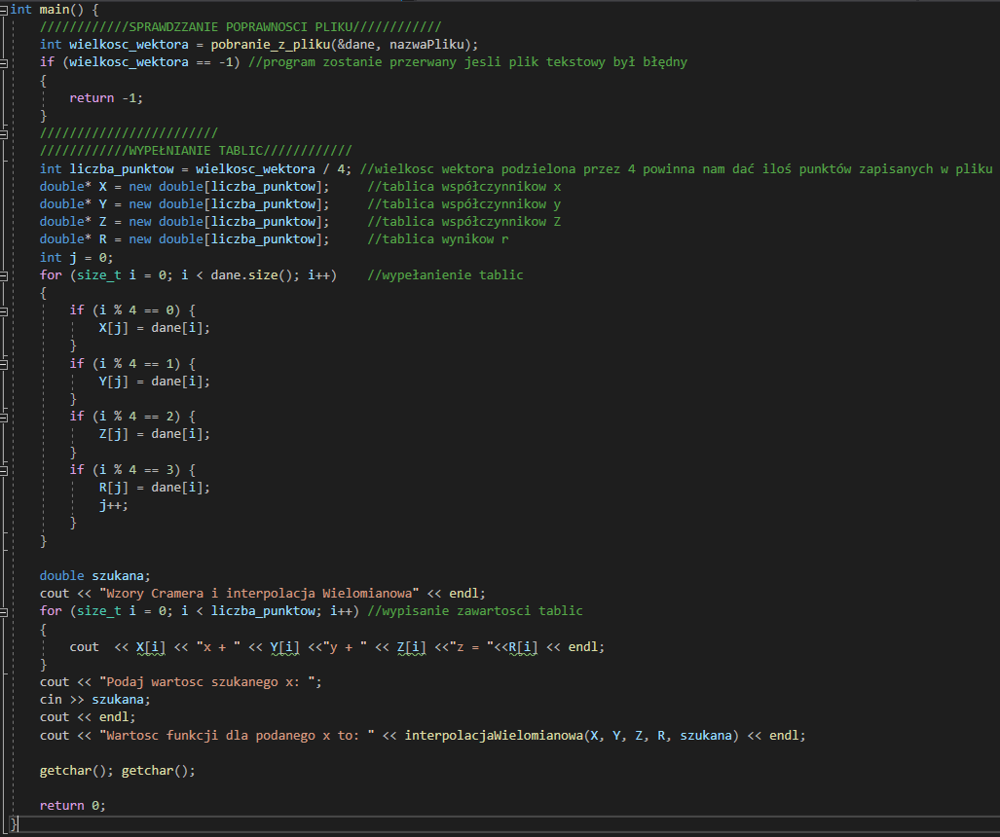 int main() {
    ////////////SPRAWDZZANIE POPRAWNOSCI PLIKU////////////
    int wielkosc_wektora = pobranie_z_pliku(&dane, nazwaPliku);
    if (wielkosc_wektora == -1) //program zostanie przerwany jesli plik tekstowy był błędny
    {
        return -1;
    }
    ////////////////////////
    ////////////WYPEŁNIANIE TABLIC////////////
    int liczba_punktow = wielkosc_wektora / 4; //wielkosc wektora podzielona przez 4 powinna nam dać iloś punktów zapisanych w pliku
    double* X = new double[liczba_punktow];     //tablica współczynnikow x
    double* Y = new double[liczba_punktow];     //tablica współczynnikow y
    double* Z = new double[liczba_punktow];     //tablica współczynnikow Z
    double* R = new double[liczba_punktow];     //tablica wynikow r
    int j = 0;
    for (size_t i = 0; i < dane.size(); i++)    //wypełanienie tablic
    {
        if (i % 4 == 0) {
            X[j] = dane[i];
        }
        if (i % 4 == 1) {
            Y[j] = dane[i];
        }
        if (i % 4 == 2) {
            Z[j] = dane[i];
        }
        if (i % 4 == 3) {
            R[j] = dane[i];
            j++;
        }
    }

    double szukana;
    cout << "Wzory Cramera i interpolacja Wielomianowa" << endl;
    for (size_t i = 0; i < liczba_punktow; i++) //wypisanie zawartosci tablic
    {
        cout  << X[i] << "x + " << Y[i] <<"y + " << Z[i] <<"z = "<<R[i] << endl;
    }
    cout << "Podaj wartosc szukanego x: ";
    cin >> szukana;
    cout << endl;
    cout << "Wartosc funkcji dla podanego x to: " << interpolacjaWielomianowa(X, Y, Z, R, szukana) << endl;

    getchar(); getchar();

    return 0;
}